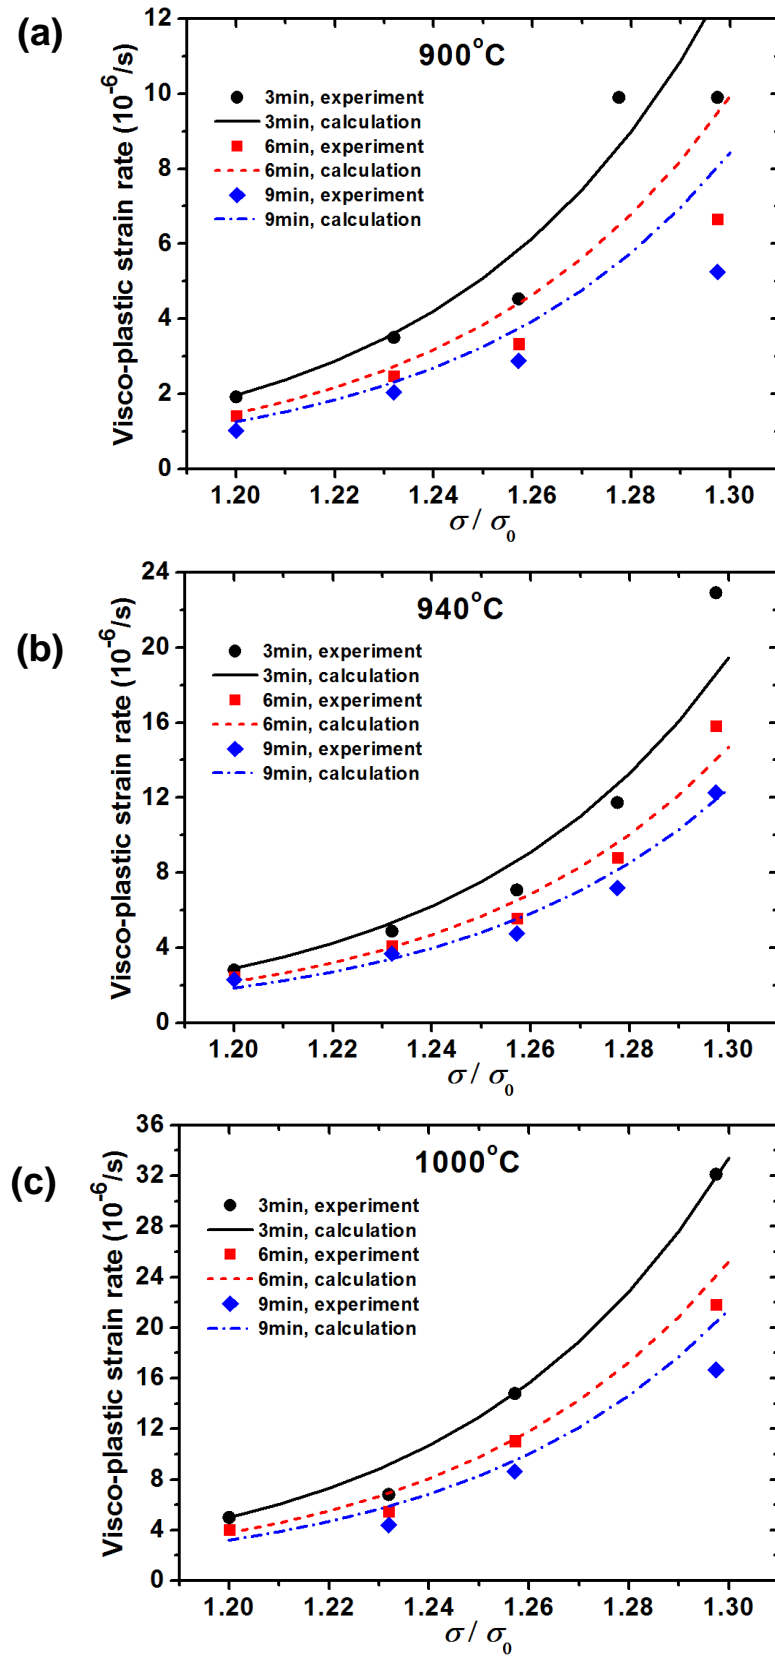 (a)
900°C
Visco-plastic strain rate (10⁻⁶/s)
12
10
8
6
4
2
0
3min, experiment
3min, calculation
6min, experiment
6min, calculation
9min, experiment
9min, calculation
1.20 1.22 1.24 1.26 1.28 1.30
σ / σ₀
(b)
940°C
Visco-plastic strain rate (10⁻⁶/s)
24
20
16
12
8
4
0
3min, experiment
3min, calculation
6min, experiment
6min, calculation
9min, experiment
9min, calculation
1.20 1.22 1.24 1.26 1.28 1.30
σ / σ₀
(c)
1000°C
Visco-plastic strain rate (10⁻⁶/s)
36
32
28
24
20
16
12
8
4
0
3min, experiment
3min, calculation
6min, experiment
6min, calculation
9min, experiment
9min, calculation
1.20 1.22 1.24 1.26 1.28 1.30
σ / σ₀